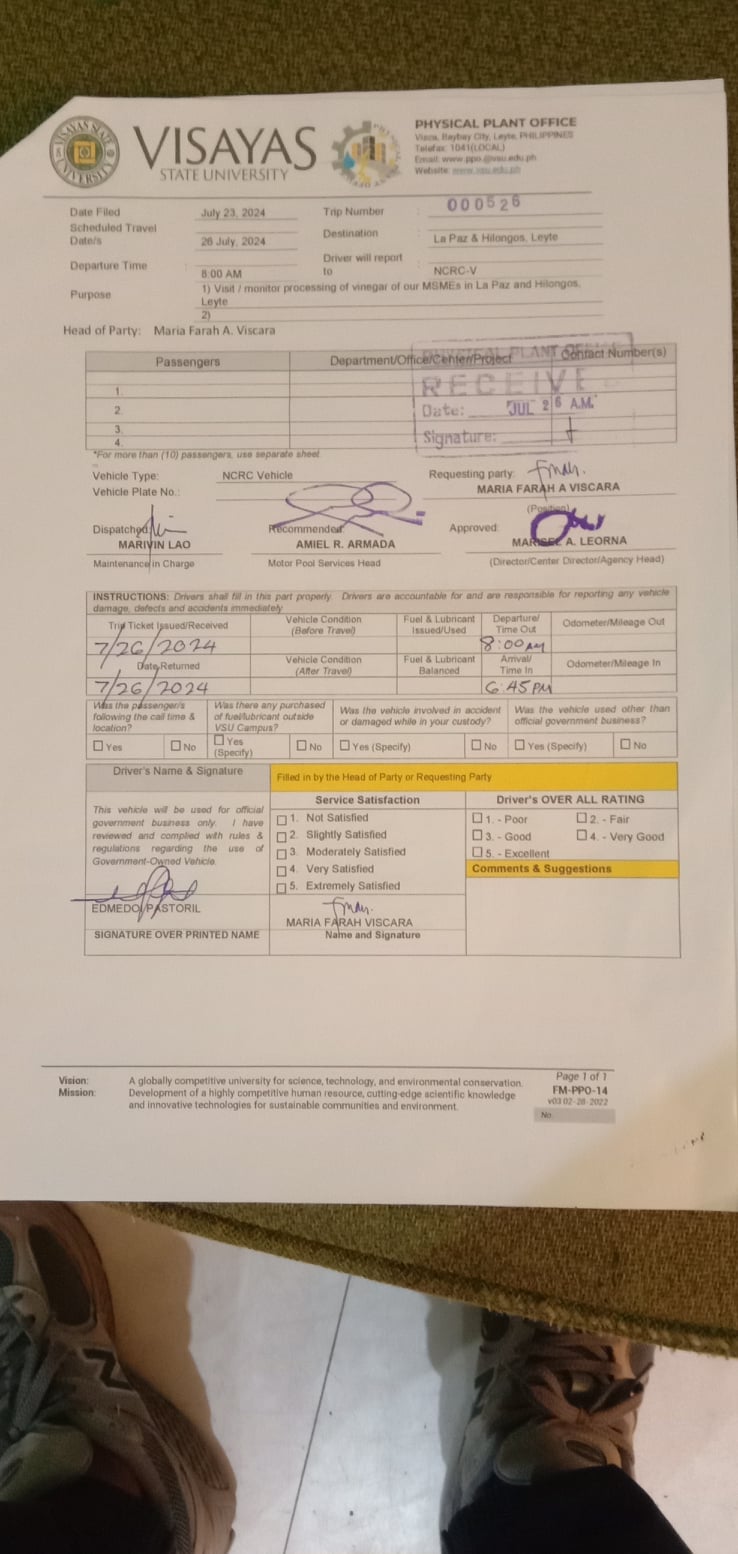 VISAYAS
STATE UNIVERSITY
PHYSICAL PLANT OFFICE
Visca, Baybay City, Leyte, PHILIPPINES
Telefax: 1041(LOCAL)
Email: www.ppo.@vsu.edu.ph
Website: www.vsu.edu.ph
Date Filed July 23, 2024 Trip Number : 000526
Scheduled Travel Date/s 26 July, 2024 Destination : La Paz & Hilongos, Leyte
Departure Time : 8:00 AM Driver will report to : NCRC-V
Purpose 1) Visit / monitor processing of vinegar of our MSMEs in La Paz and Hilongos,
Leyte
2)
Head of Party: Maria Farah A. Viscara
Passengers Department/Office/Center/Project Contact Number(s)
1.
2.
3.
4.
PHYSICAL PLANT OFFICE
RECEIVE
Date: JUL 26 A.M.
Signature:
*For more than (10) passengers, use separate sheet
Vehicle Type: NCRC Vehicle Requesting party:
Vehicle Plate No.: MARIA FARAH A VISCARA
(Position)
Dispatched: Recommended: Approved:
MARIVIN LAO AMIEL R. ARMADA MARISEL A. LEORNA
Maintenance in Charge Motor Pool Services Head (Director/Center Director/Agency Head)
INSTRUCTIONS: Drivers shall fill in this part properly. Drivers are accountable for and are responsible for reporting any vehicle
damage, defects and accidents immediately
Trip Ticket Issued/Received Vehicle Condition (Before Travel) Fuel & Lubricant Issued/Used Departure/ Time Out Odometer/Mileage Out
7/26/2024 8:00 AM
Date Returned Vehicle Condition (After Travel) Fuel & Lubricant Balanced Arrival/ Time In Odometer/Mileage In
7/26/2024 6:45 PM
Was the passenger/s following the call time & location? Was there any purchased of fuel/lubricant outside VSU Campus? Was the vehicle involved in accident or damaged while in your custody? Was the vehicle used other than official government business?
Yes No Yes (Specify) No Yes (Specify) No Yes (Specify) No
Driver's Name & Signature Filled in by the Head of Party or Requesting Party
This vehicle will be used for official
government business only. I have
reviewed and complied with rules &
regulations regarding the use of
Government-Owned Vehicle.
EDMEDO PASTORIL
SIGNATURE OVER PRINTED NAME
Service Satisfaction
1. Not Satisfied
2. Slightly Satisfied
3. Moderately Satisfied
4. Very Satisfied
5. Extremely Satisfied
MARIA FARAH VISCARA
Name and Signature
Driver's OVER ALL RATING
1. - Poor 2. - Fair
3. - Good 4. - Very Good
5. - Excellent
Comments & Suggestions
Vision: A globally competitive university for science, technology, and environmental conservation.
Mission: Development of a highly competitive human resource, cutting-edge scientific knowledge
and innovative technologies for sustainable communities and environment.
Page 1 of 1
FM-PPO-14
v03 02-28-2022
No.